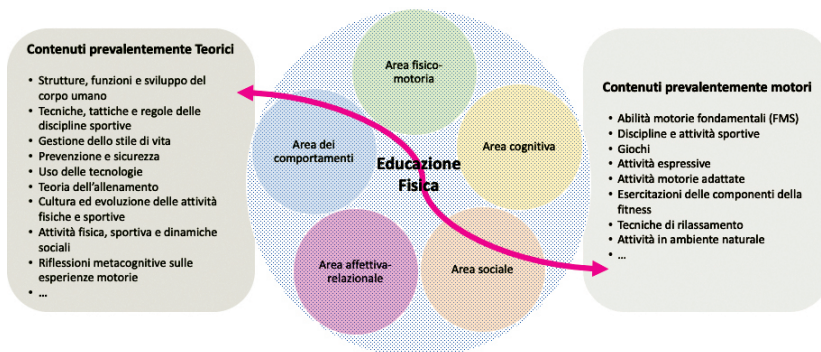 Contenuti prevalentemente Teorici
• Strutture, funzioni e sviluppo del
corpo umano
• Tecniche, tattiche e regole delle
discipline sportive
• Gestione dello stile di vita
• Prevenzione e sicurezza
• Uso delle tecnologie
• Teoria dell'allenamento
• Cultura ed evoluzione delle attività
fisiche e sportive
• Attività fisica, sportiva e dinamiche
sociali
• Riflessioni metacognitive sulle
esperienze motorie
• ...
Area fisico-
motoria
Area dei
comportamenti
Area cognitiva
Educazione
Fisica
Area affettiva-
relazionale
Area sociale
Contenuti prevalentemente motori
• Abilità motorie fondamentali (FMS)
• Discipline e attività sportive
• Giochi
• Attività espressive
• Attività motorie adattate
• Esercitazioni delle componenti della
fitness
• Tecniche di rilassamento
• Attività in ambiente naturale
• ...